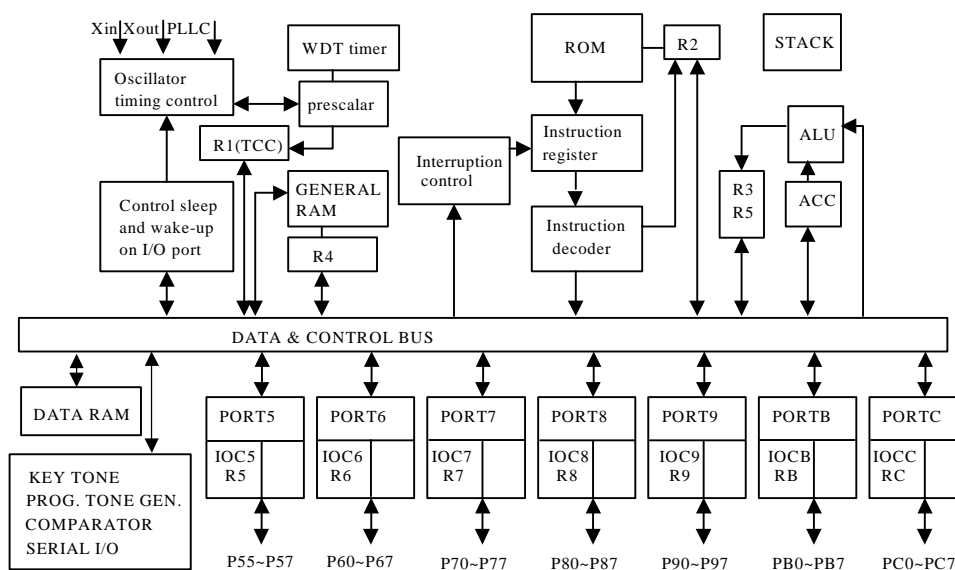 Xin Xout PLLC
WDT timer
ROM
R2
STACK
Oscillator
timing control
prescalar
R1(TCC)
Interruption
control
Instruction
register
ALU
GENERAL
RAM
R3
R5
ACC
Control sleep
and wake-up
on I/O port
R4
Instruction
decoder
DATA & CONTROL BUS
DATA RAM
KEY TONE
PROG. TONE GEN.
COMPARATOR
SERIAL I/O
PORT5
IOC5
R5
P55~P57
PORT6
IOC6
R6
P60~P67
PORT7
IOC7
R7
P70~P77
PORT8
IOC8
R8
P80~P87
PORT9
IOC9
R9
P90~P97
PORTB
IOCB
RB
PB0~PB7
PORTC
IOCC
RC
PC0~PC7